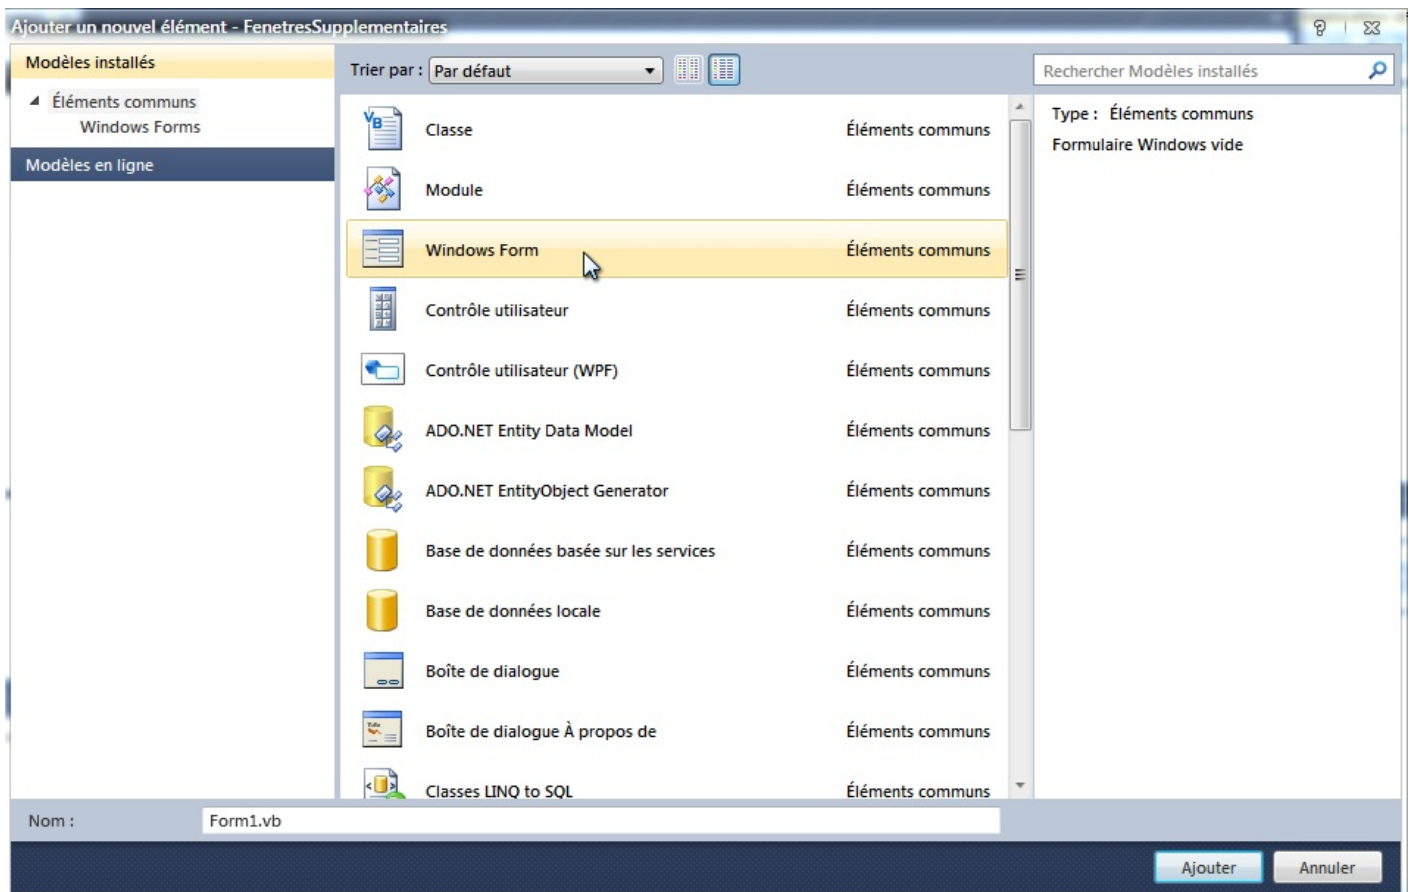 Ajouter un nouvel élément - FenetresSupplementaires
Modèles installés
Éléments communs
Windows Forms
Modèles en ligne
Trier par : Par défaut
Rechercher Modèles installés
Classe Éléments communs
Module Éléments communs
Windows Form Éléments communs
Contrôle utilisateur Éléments communs
Contrôle utilisateur (WPF) Éléments communs
ADO.NET Entity Data Model Éléments communs
ADO.NET EntityObject Generator Éléments communs
Base de données basée sur les services Éléments communs
Base de données locale Éléments communs
Boîte de dialogue Éléments communs
Boîte de dialogue À propos de Éléments communs
Classes LINQ to SQL Éléments communs
Type : Éléments communs
Formulaire Windows vide
Nom : Form1.vb
Ajouter Annuler